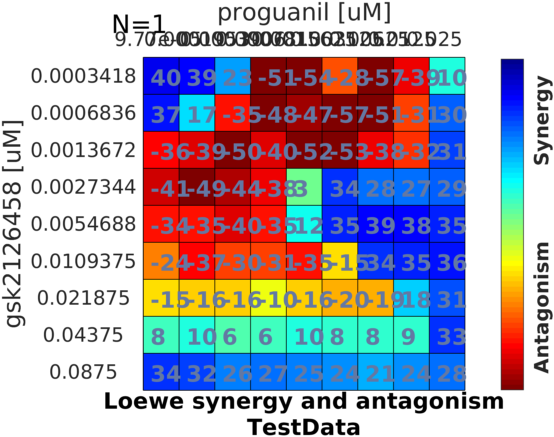 proguanil [uM]
N=1
gsk2126458 [uM]
0.0003418 40 39 23 -51 -54 -28 -57 -39 10
0.0006836 37 17 -35 -48 -47 -57 -51 -31 30
0.0013672 -36 -39 -50 -40 -52 -53 -38 -32 31
0.0027344 -41 -49 -44 -38 3 34 28 27 29
0.0054688 -34 -35 -40 -35 12 35 39 38 35
0.0109375 -24 -37 -30 -31 -35 -15 34 35 36
0.021875 -15 -16 -16 -10 -16 -20 -19 18 31
0.04375 8 10 6 6 10 8 8 9 33
0.0875 34 32 26 27 25 24 21 24 28
Synergy
Antagonism
Loewe synergy and antagonism
TestData